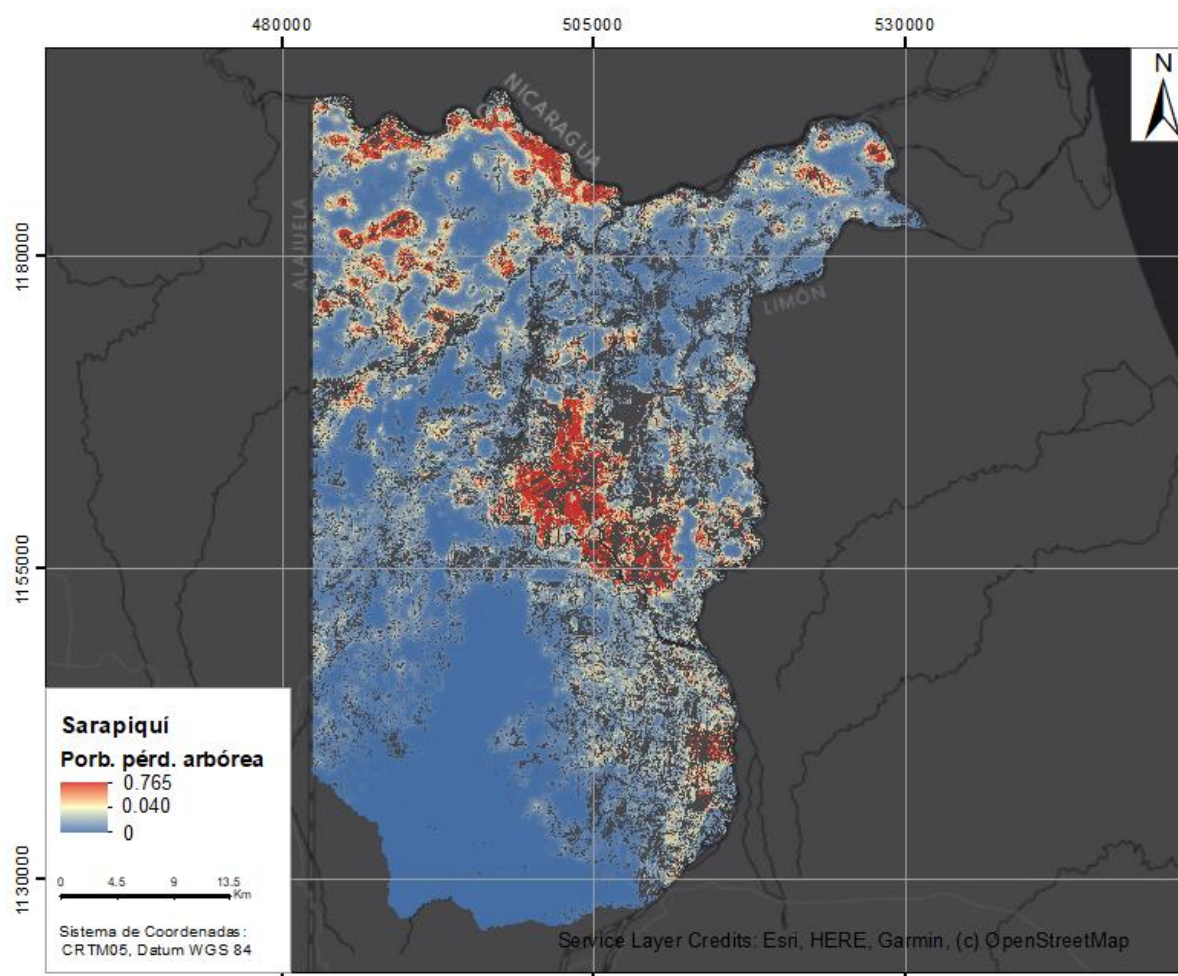 480000
505000
530000
N
NICARAGUA
ALAJUELA
1180000
LIMÓN
1155000
Sarapiquí
Porb. pérd. arbórea
0.765
0.040
0
0 4.5 9 13.5
Km
1130000
Sistema de Coordenadas:
CRTM05, Datum WGS 84
Service Layer Credits: Esri, HERE, Garmin, (c) OpenStreetMap